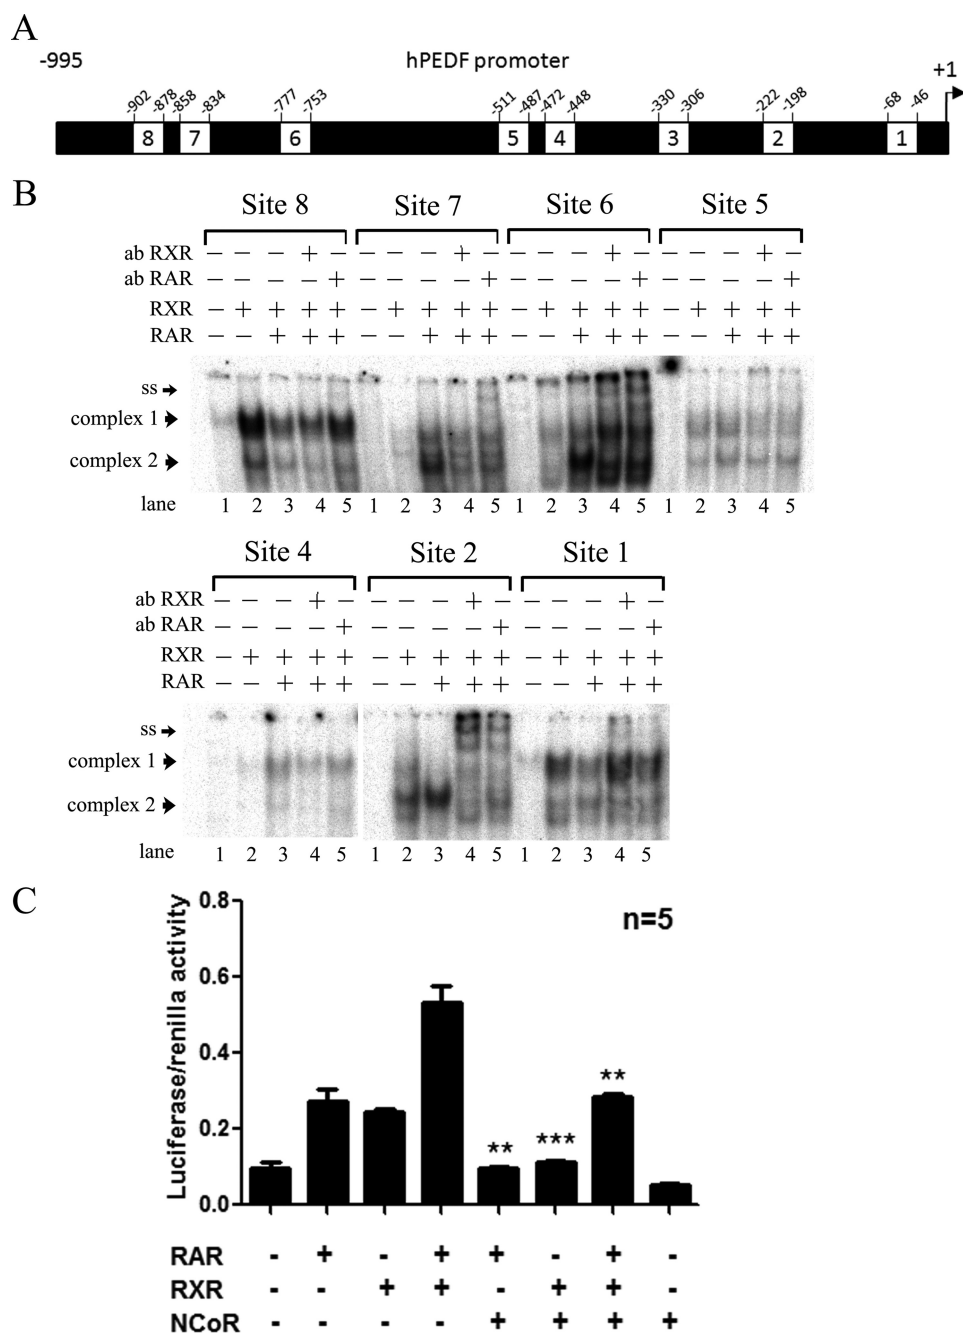 A
-995 hPEDF promoter +1
-902 -878 -858 -834 -777 -753 -511 -487 -472 -448 -330 -306 -222 -198 -68 -46
8 7 6 5 4 3 2 1
B
Site 8 Site 7 Site 6 Site 5
ab RXR − − − + − − − − + − − − − + − − − − + −
ab RAR − − − − + − − − − + − − − − + − − − − +
RXR − + + + + − + + + + − + + + + − + + + +
RAR − − + + + − − + + + − − + + + − − + + +
ss
complex 1
complex 2
lane 1 2 3 4 5 1 2 3 4 5 1 2 3 4 5 1 2 3 4 5
Site 4 Site 2 Site 1
ab RXR − − − + − − − − + − − − − + −
ab RAR − − − − + − − − − + − − − − +
RXR − + + + + − + + + + − + + + +
RAR − − + + + − − + + + − − + + +
ss
complex 1
complex 2
lane 1 2 3 4 5 1 2 3 4 5 1 2 3 4 5
C
Luciferase/renilla activity
n=5
0.8
0.6
0.4
0.2
0.0
** *** **
RAR - + - + + - + -
RXR - - + + - + + -
NCoR - - - - + + + +